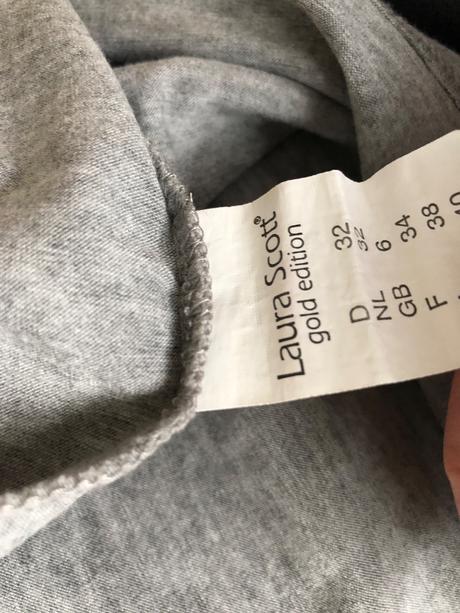 Laura Scott®
gold edition
D 32
NL 32
GB 6
F 34
38